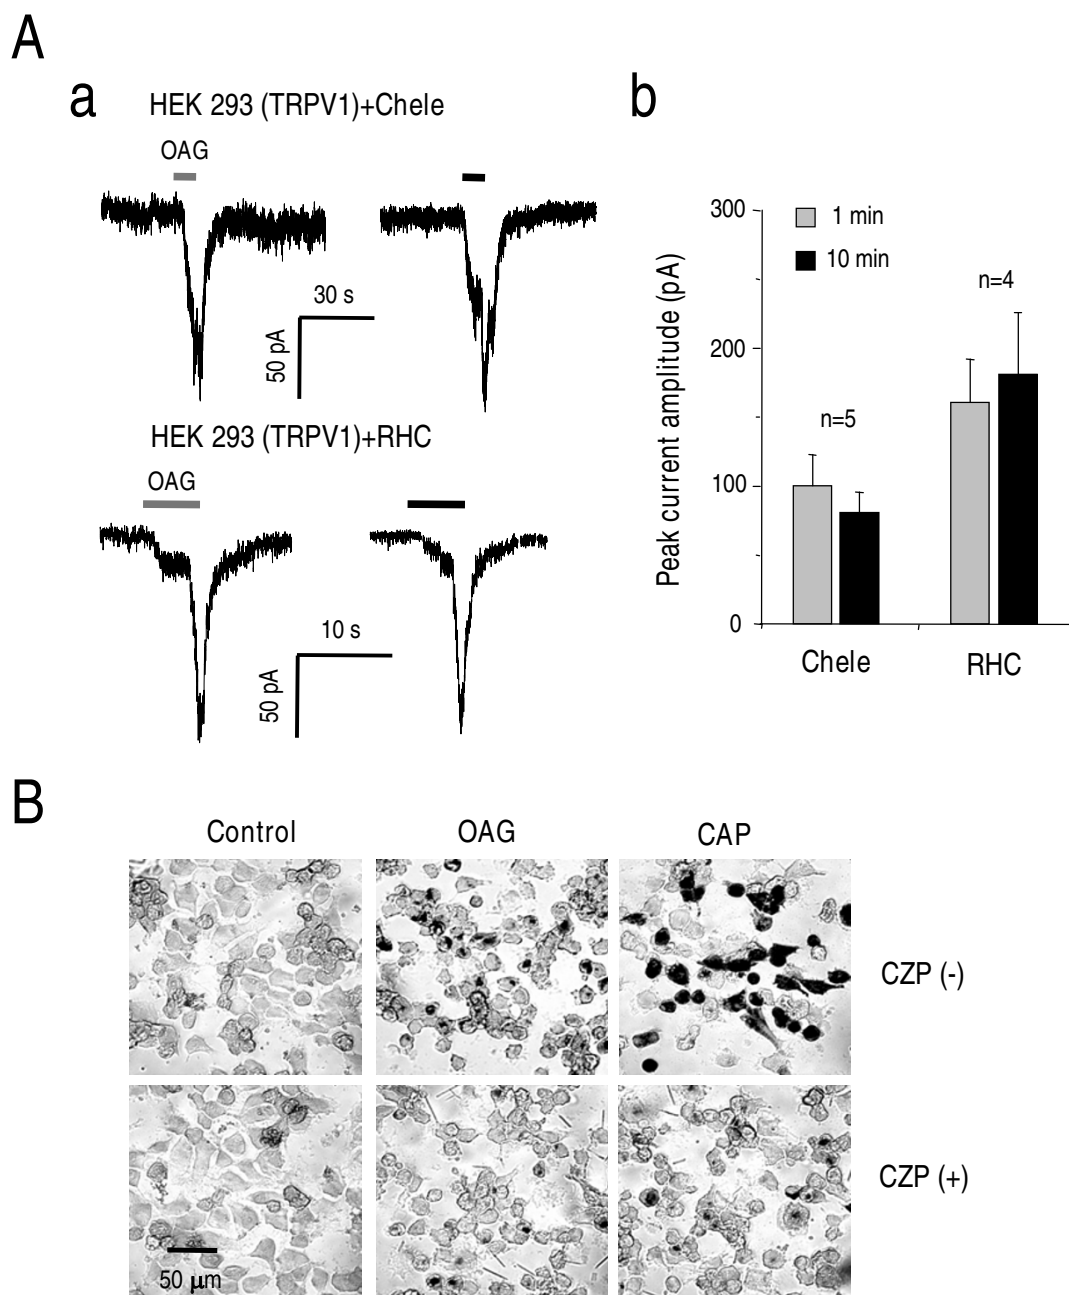 A
a
HEK 293 (TRPV1)+Chele
OAG
30 s
50 pA
HEK 293 (TRPV1)+RHC
OAG
10 s
50 pA
b
Peak current amplitude (pA)
300
200
100
0
1 min
10 min
n=5
n=4
Chele
RHC
B
Control
OAG
CAP
CZP (-)
CZP (+)
50 μm